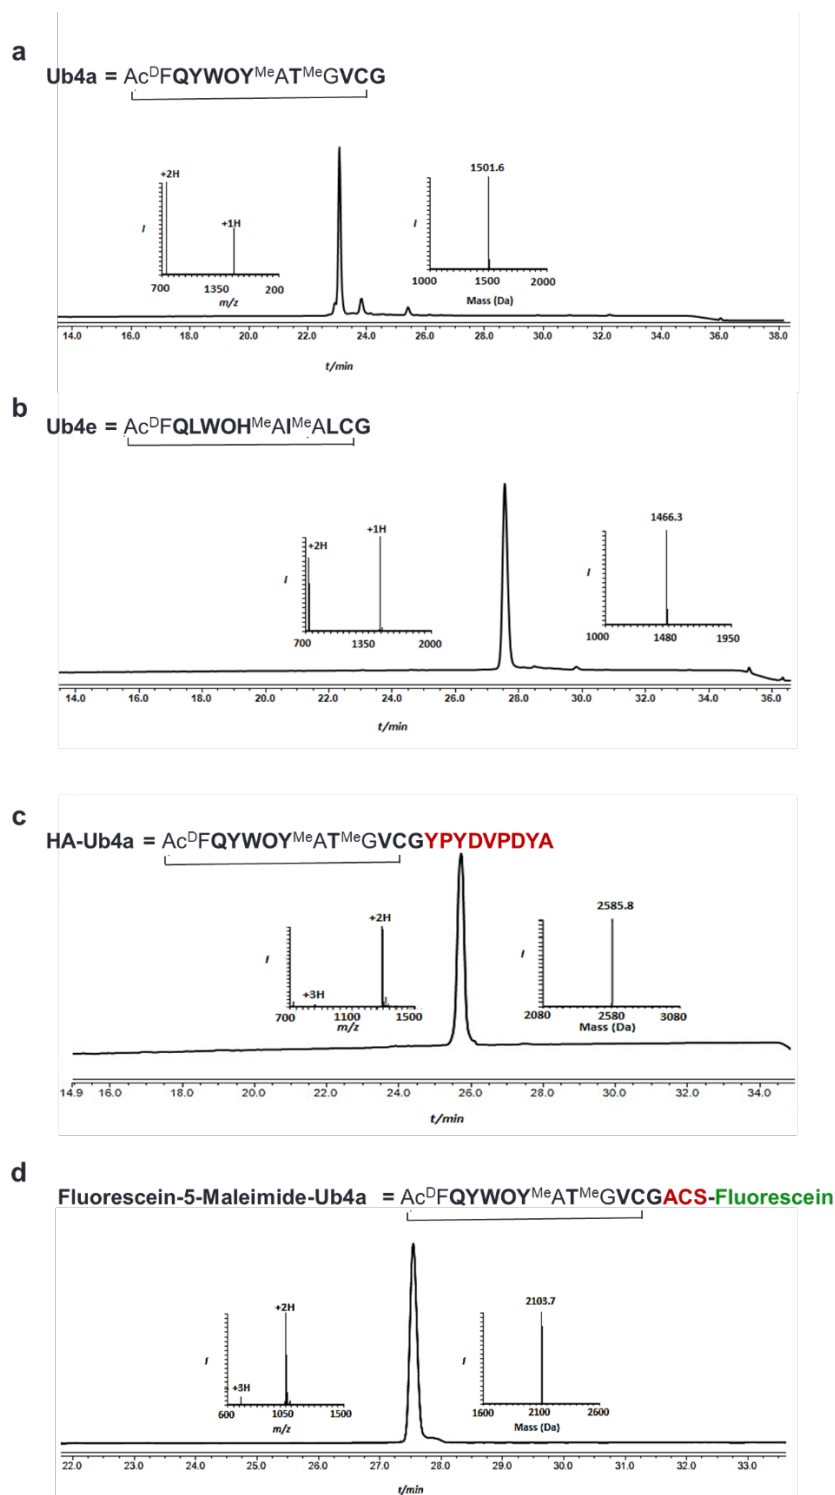 a
Ub4a = AcᴰFQYWOYᴹᵉATᴹᵉGVCG
+2H
+1H
I
700 1350 200
m/z
1501.6
I
1000 1500 2000
Mass (Da)
14.0 16.0 18.0 20.0 22.0 24.0 26.0 28.0 30.0 32.0 34.0 36.0 38.0
t/min
b
Ub4e = AcᴰFQLWOHᴹᵉAIᴹᵉALCG
+2H
+1H
I
700 1350 2000
1466.3
I
1000 1480 1950
14.0 16.0 18.0 20.0 22.0 24.0 26.0 28.0 30.0 32.0 34.0 36.0
t/min
c
HA-Ub4a = AcᴰFQYWOYᴹᵉATᴹᵉGVCGYPYDVPDYA
+2H
I
+3H
700 1100 1500
m/z
2585.8
I
2080 2580 3080
Mass (Da)
14.9 16.0 18.0 20.0 22.0 24.0 26.0 28.0 30.0 32.0 34.0
t/min
d
Fluorescein-5-Maleimide-Ub4a = AcᴰFQYWOYᴹᵉATᴹᵉGVCGACS-Fluorescein
+2H
I
+3H
600 1050 1500
m/z
2103.7
I
1600 2100 2600
Mass (Da)
22.0 23.0 24.0 25.0 26.0 27.0 28.0 29.0 30.0 31.0 32.0 33.0
t/min